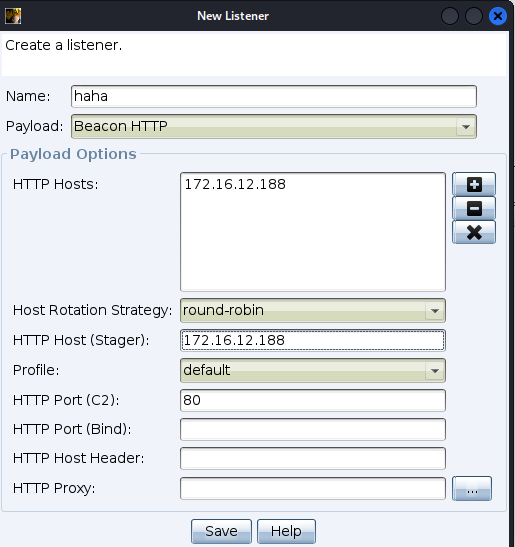 New Listener
Create a listener.
Name: haha
Payload: Beacon HTTP
Payload Options
HTTP Hosts: 172.16.12.188
Host Rotation Strategy: round-robin
HTTP Host (Stager): 172.16.12.188
Profile: default
HTTP Port (C2): 80
HTTP Port (Bind):
HTTP Host Header:
HTTP Proxy: ...
Save Help